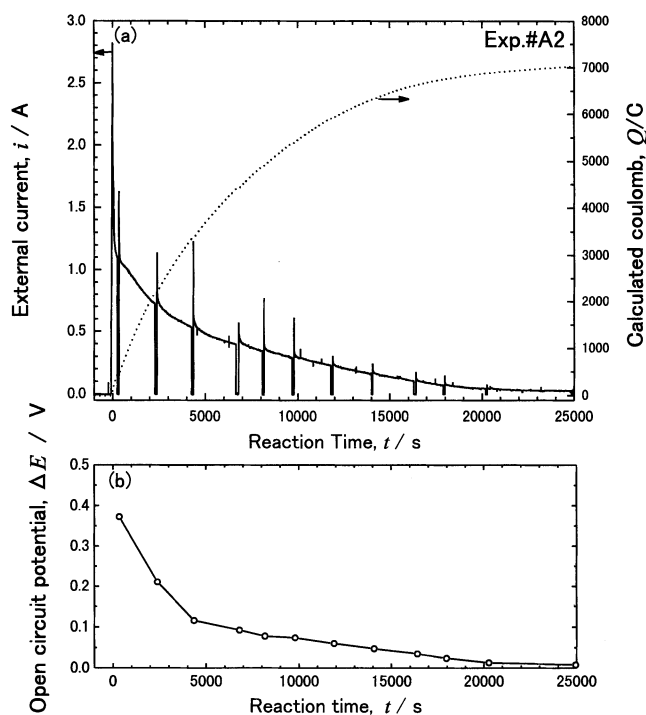 (a)
Exp.#A2
3.0
2.5
2.0
1.5
1.0
0.5
0.0
External current, i / A
8000
7000
6000
5000
4000
3000
2000
1000
0
Calculated coulomb, Q/C
0 5000 10000 15000 20000 25000
Reaction Time, t / s
(b)
0.5
0.4
0.3
0.2
0.1
0.0
Open circuit potential, ΔE / V
0 5000 10000 15000 20000 25000
Reaction time, t / s